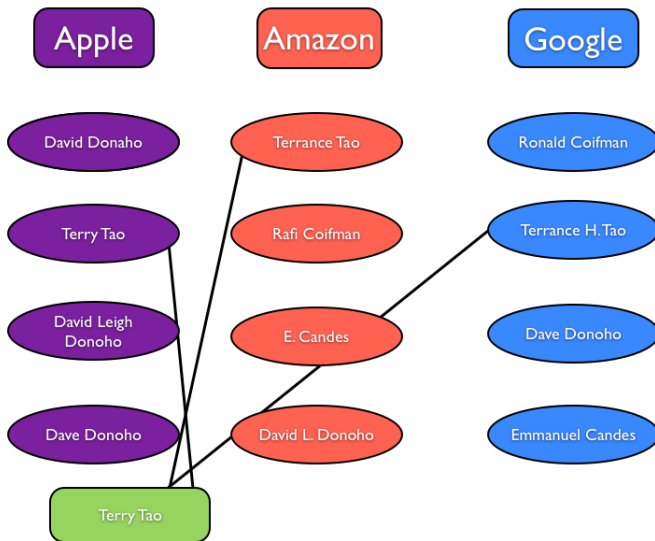 Apple
Amazon
Google
David Donaho
Terrance Tao
Ronald Coifman
Terry Tao
Rafi Coifman
Terrance H. Tao
David Leigh
Donoho
E. Candes
Dave Donoho
Dave Donoho
David L. Donoho
Emmanuel Candes
Terry Tao